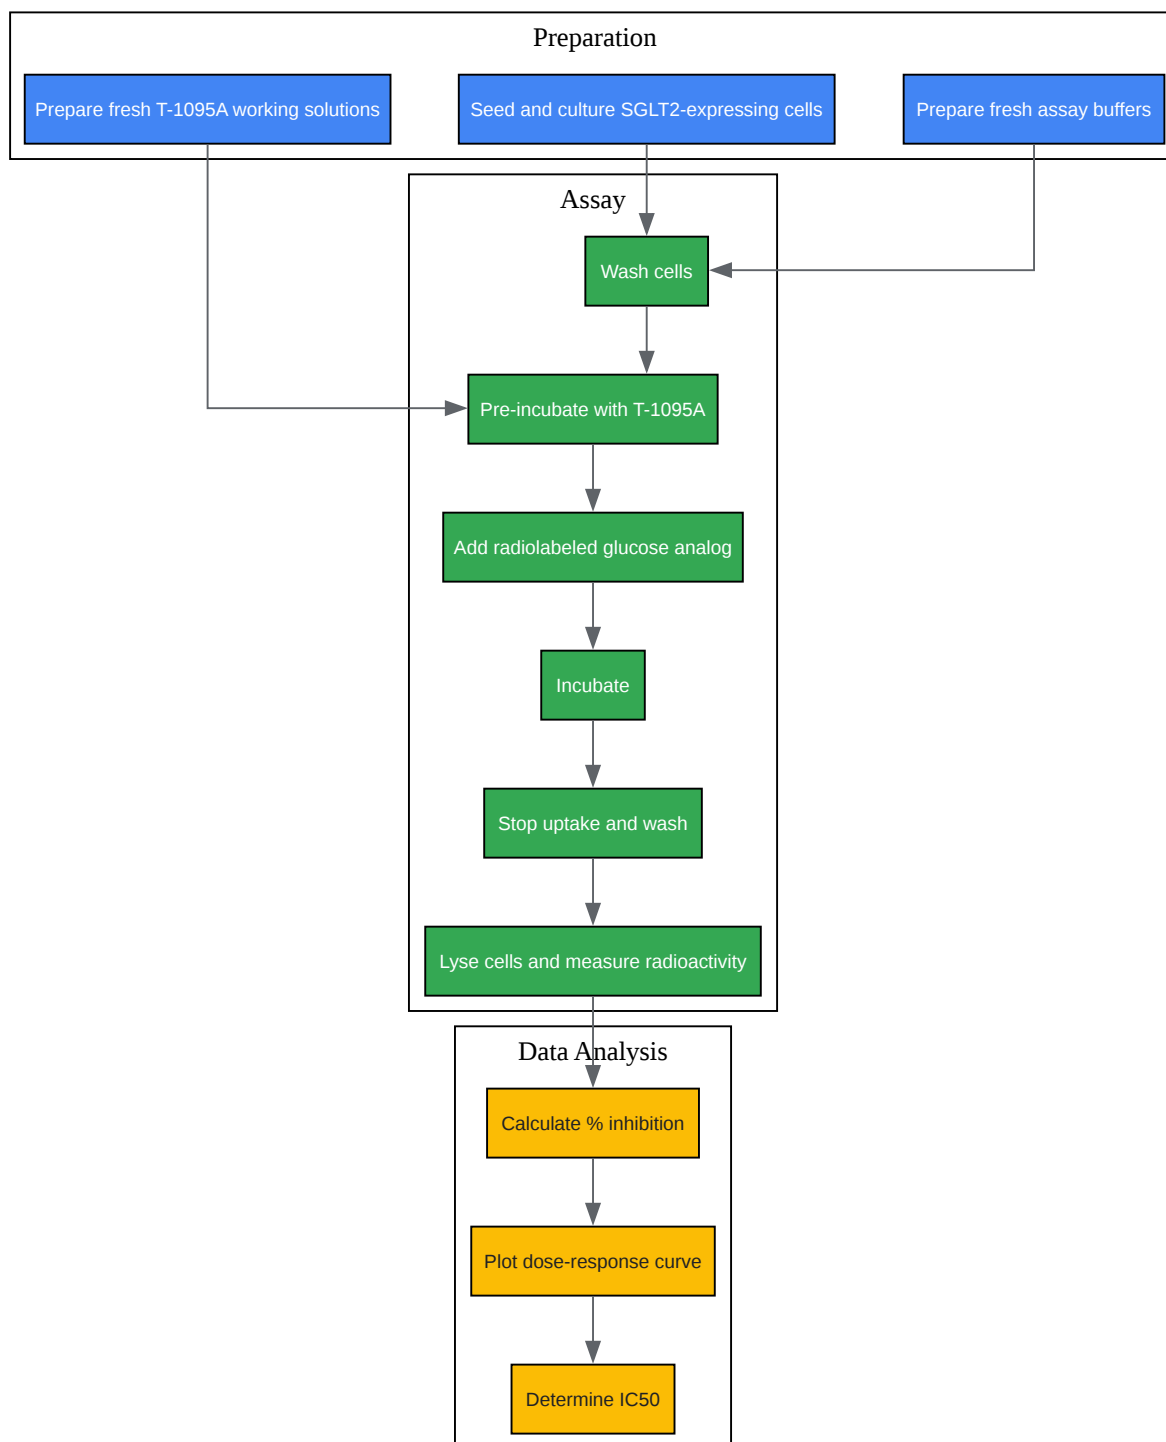 Preparation
Prepare fresh T-1095A working solutions
Seed and culture SGLT2-expressing cells
Prepare fresh assay buffers
Assay
Wash cells
Pre-incubate with T-1095A
Add radiolabeled glucose analog
Incubate
Stop uptake and wash
Lyse cells and measure radioactivity
Data Analysis
Calculate % inhibition
Plot dose-response curve
Determine IC50